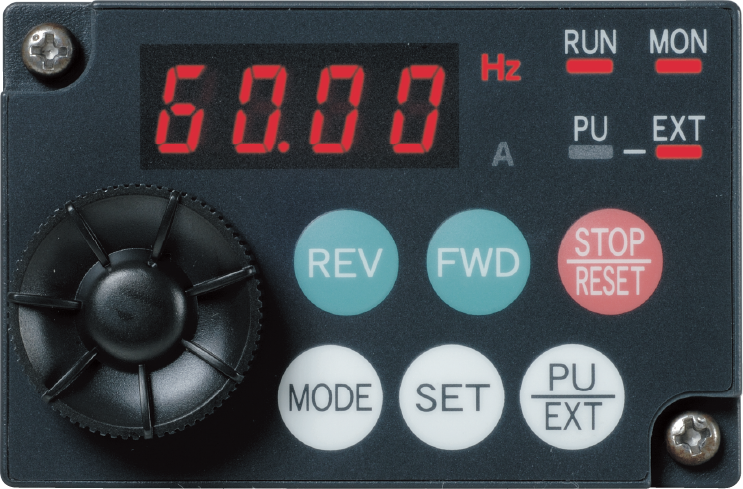 60.00 Hz
A
RUN MON
PU – EXT
REV FWD STOP
RESET
MODE SET PU
EXT